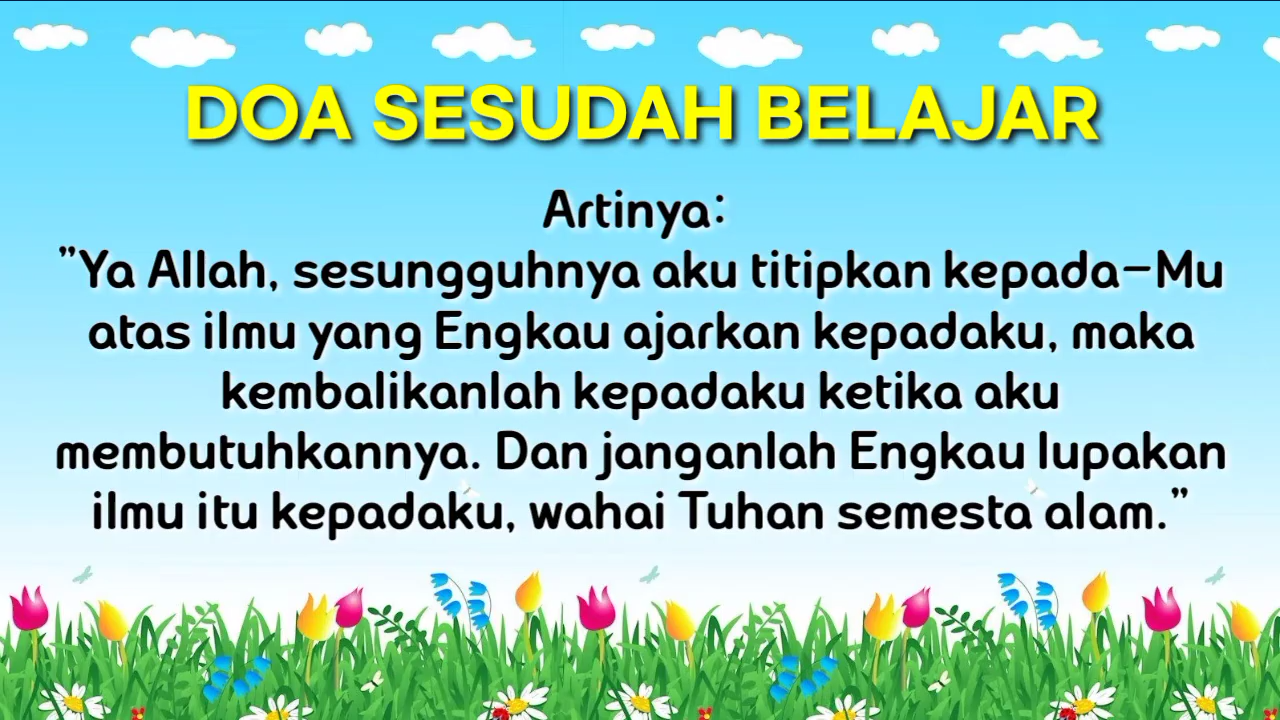 DOA SESUDAH BELAJAR
Artinya:
"Ya Allah, sesungguhnya aku titipkan kepada-Mu
atas ilmu yang Engkau ajarkan kepadaku, maka
kembalikanlah kepadaku ketika aku
membutuhkannya. Dan janganlah Engkau lupakan
ilmu itu kepadaku, wahai Tuhan semesta alam."